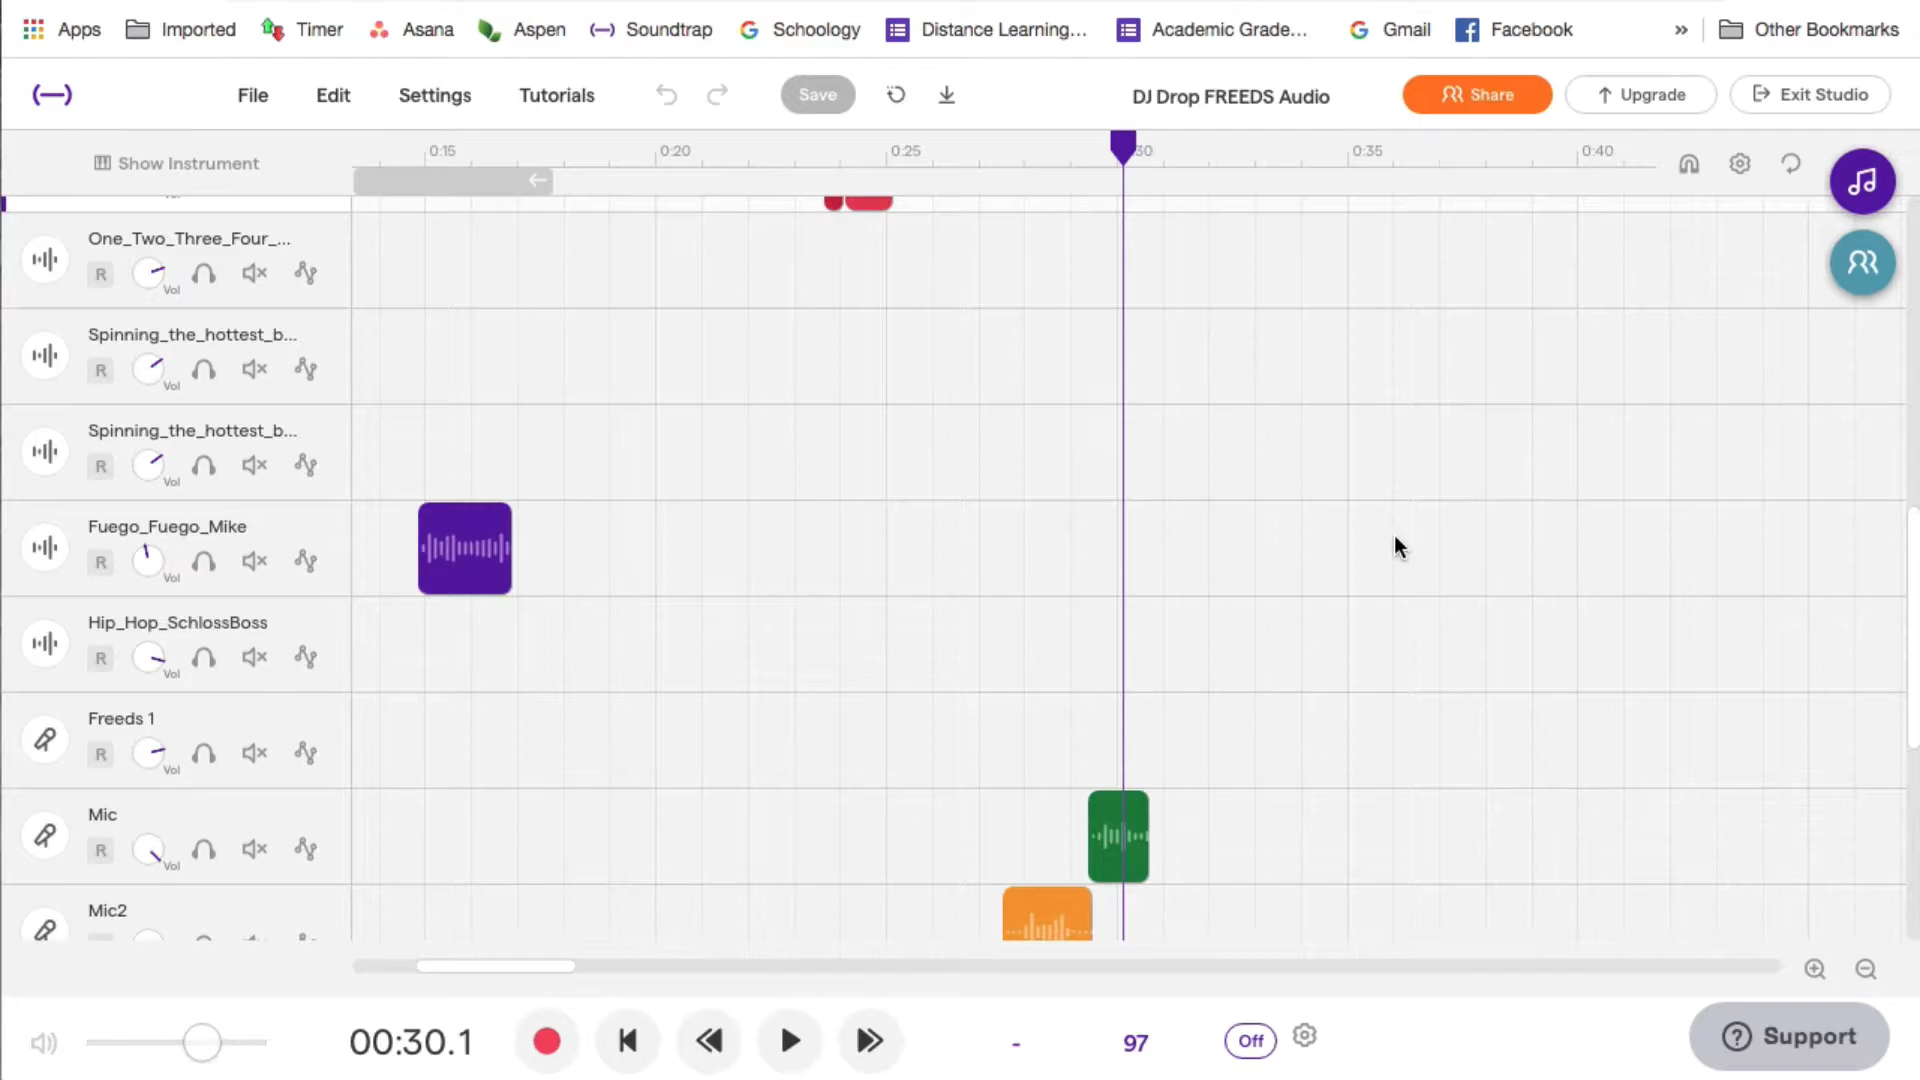 Apps Imported Timer Asana Aspen Soundtrap Schoology Distance Learning... Academic Grade... Gmail Facebook » Other Bookmarks
File Edit Settings Tutorials Save DJ Drop FREEDS Audio Share Upgrade Exit Studio
Show Instrument 0:15 0:20 0:25 30 0:35 0:40
Vol
One_Two_Three_Four_...
R Vol
Spinning_the_hottest_b...
R Vol
Spinning_the_hottest_b...
R Vol
Fuego_Fuego_Mike
R Vol
Hip_Hop_SchlossBoss
R Vol
Freeds 1
R Vol
Mic
R Vol
Mic2
00:30.1 - 97 Off Support